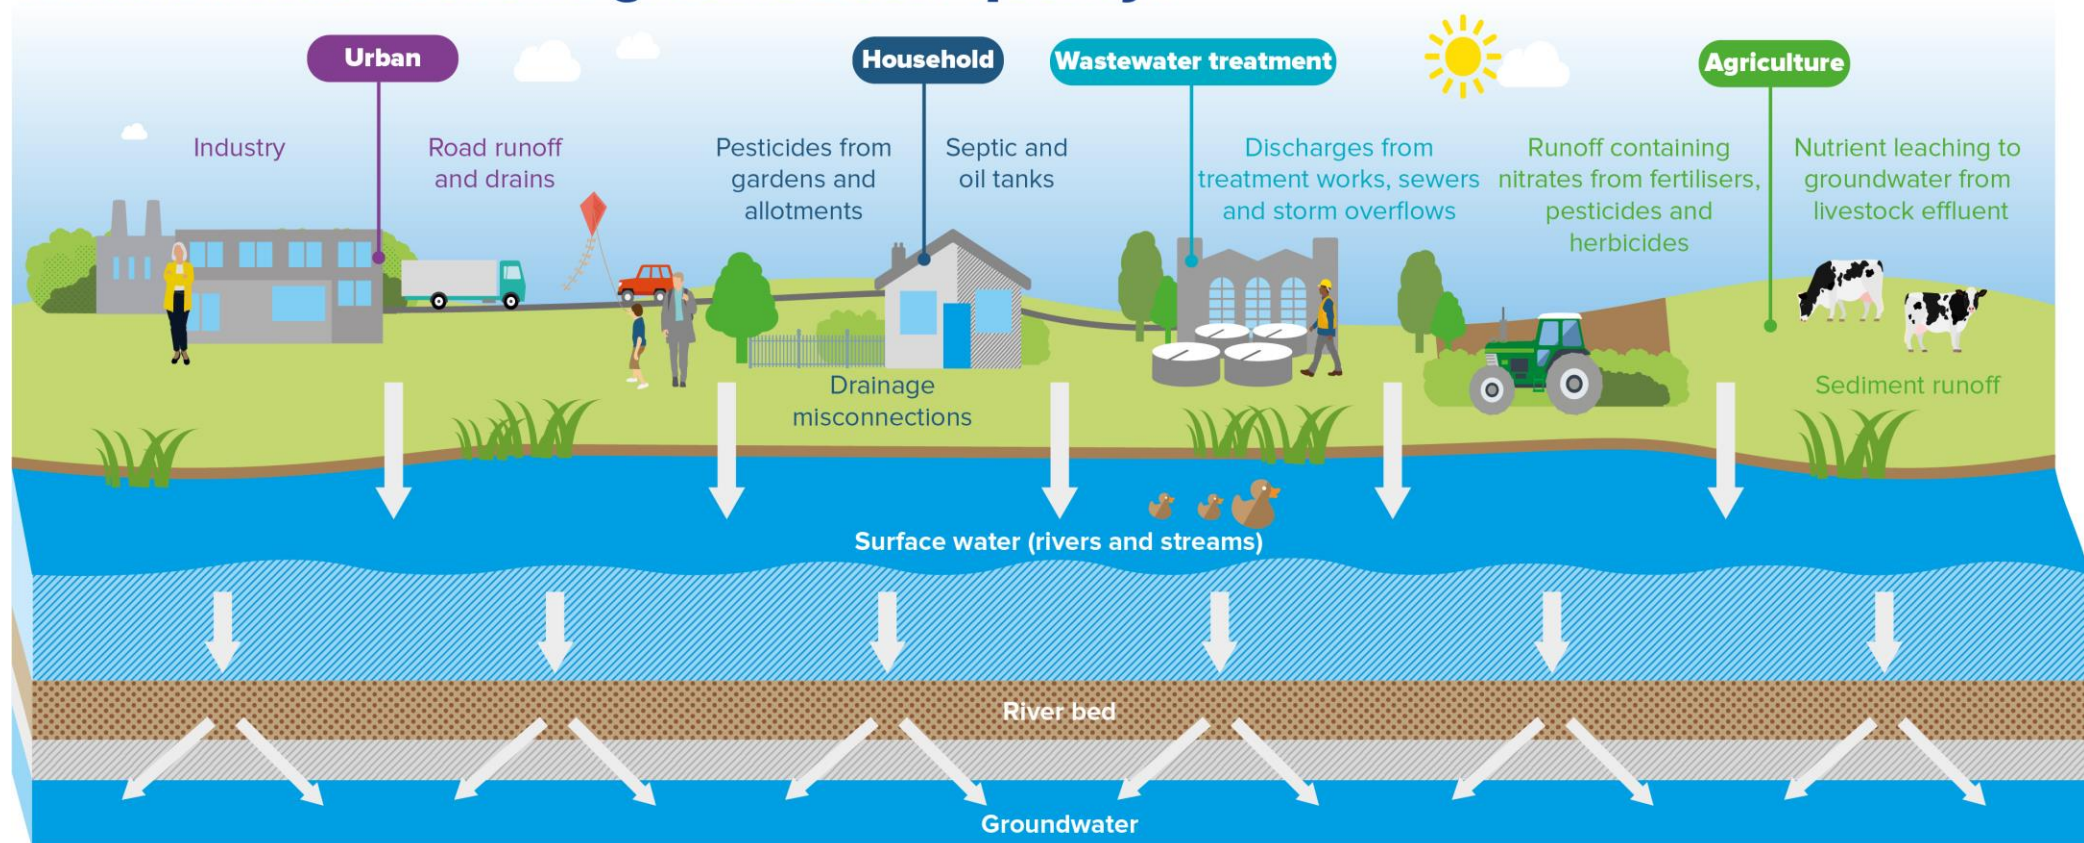 Urban
Household
Wastewater treatment
Agriculture
Industry
Road runoff
and drains
Pesticides from
gardens and
allotments
Septic and
oil tanks
Discharges from
treatment works, sewers
and storm overflows
Runoff containing
nitrates from fertilisers,
pesticides and
herbicides
Nutrient leaching to
groundwater from
livestock effluent
Drainage
misconnections
Sediment runoff
Surface water (rivers and streams)
River bed
Groundwater